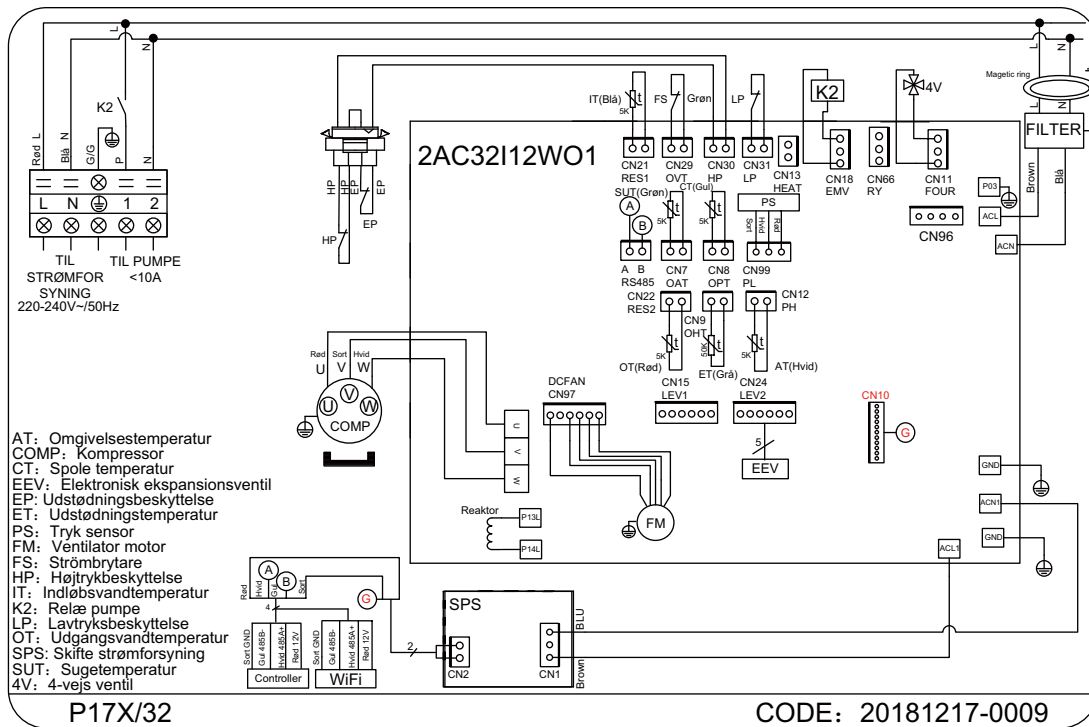 L
N
K2
Rød L
Blå N
G/G
P
N
L N 1 2
TIL
STRØMFOR
SYNING
220-240V~/50Hz
TIL PUMPE
<10A
HP
HP
EP
EP
HP
EP
2AC32I12WO1
IT(Blå)
5K
t
CN21
RES1
FS
Grøn
CN29
OVT
CN30
HP
LP
CN31
LP
CN13
HEAT
K2
CN18
EMV
CN66
RY
4V
CN11
FOUR
CN96
L
N
Magetic ring
L
N
FILTER
Brown
Blå
P03
ACL
ACN
SUT(Grøn)
A
B
A B
RS485
5K
t
CN7
OAT
CT(Gul)
5K
t
CN8
OPT
PS
Sort
Hvid
Rød
CN99
PL
CN22
RES2
5K
t
OT(Rød)
CN9
OHT
50K
t
ET(Grå)
CN12
PH
5K
t
AT(Hvid)
CN15
LEV1
CN24
LEV2
5
EEV
DCFAN
CN97
FM
CN10
G
Rød Sort Hvid
U V W
U V W
COMP
U
V
W
Reaktor
P13L
P14L
GND
ACN1
GND
ACL1
AT: Omgivelsestemperatur
COMP: Kompressor
CT: Spole temperatur
EEV: Elektronisk ekspansionsventil
EP: Udstødningsbeskyttelse
ET: Udstødningstemperatur
PS: Tryk sensor
FM: Ventilator motor
FS: Strömbrytare
HP: Højtrykbeskyttelse
IT: Indløbsvandtemperatur
K2: Relæ pumpe
LP: Lavtryksbeskyttelse
OT: Udgangsvandtemperatur
SPS: Skifte strømforsyning
SUT: Sugetemperatur
4V: 4-vejs ventil
Rød
Hvid
A
Gul
B
Sort
4
G
Sort GND
Gul 485B-
Hvid 485A+
Rød 12V
Controller
Sort GND
Gul 485B-
Hvid 485A+
Rød 12V
WiFi
2
SPS
CN2
CN1
BLU
Brown
P17X/32
CODE: 20181217-0009